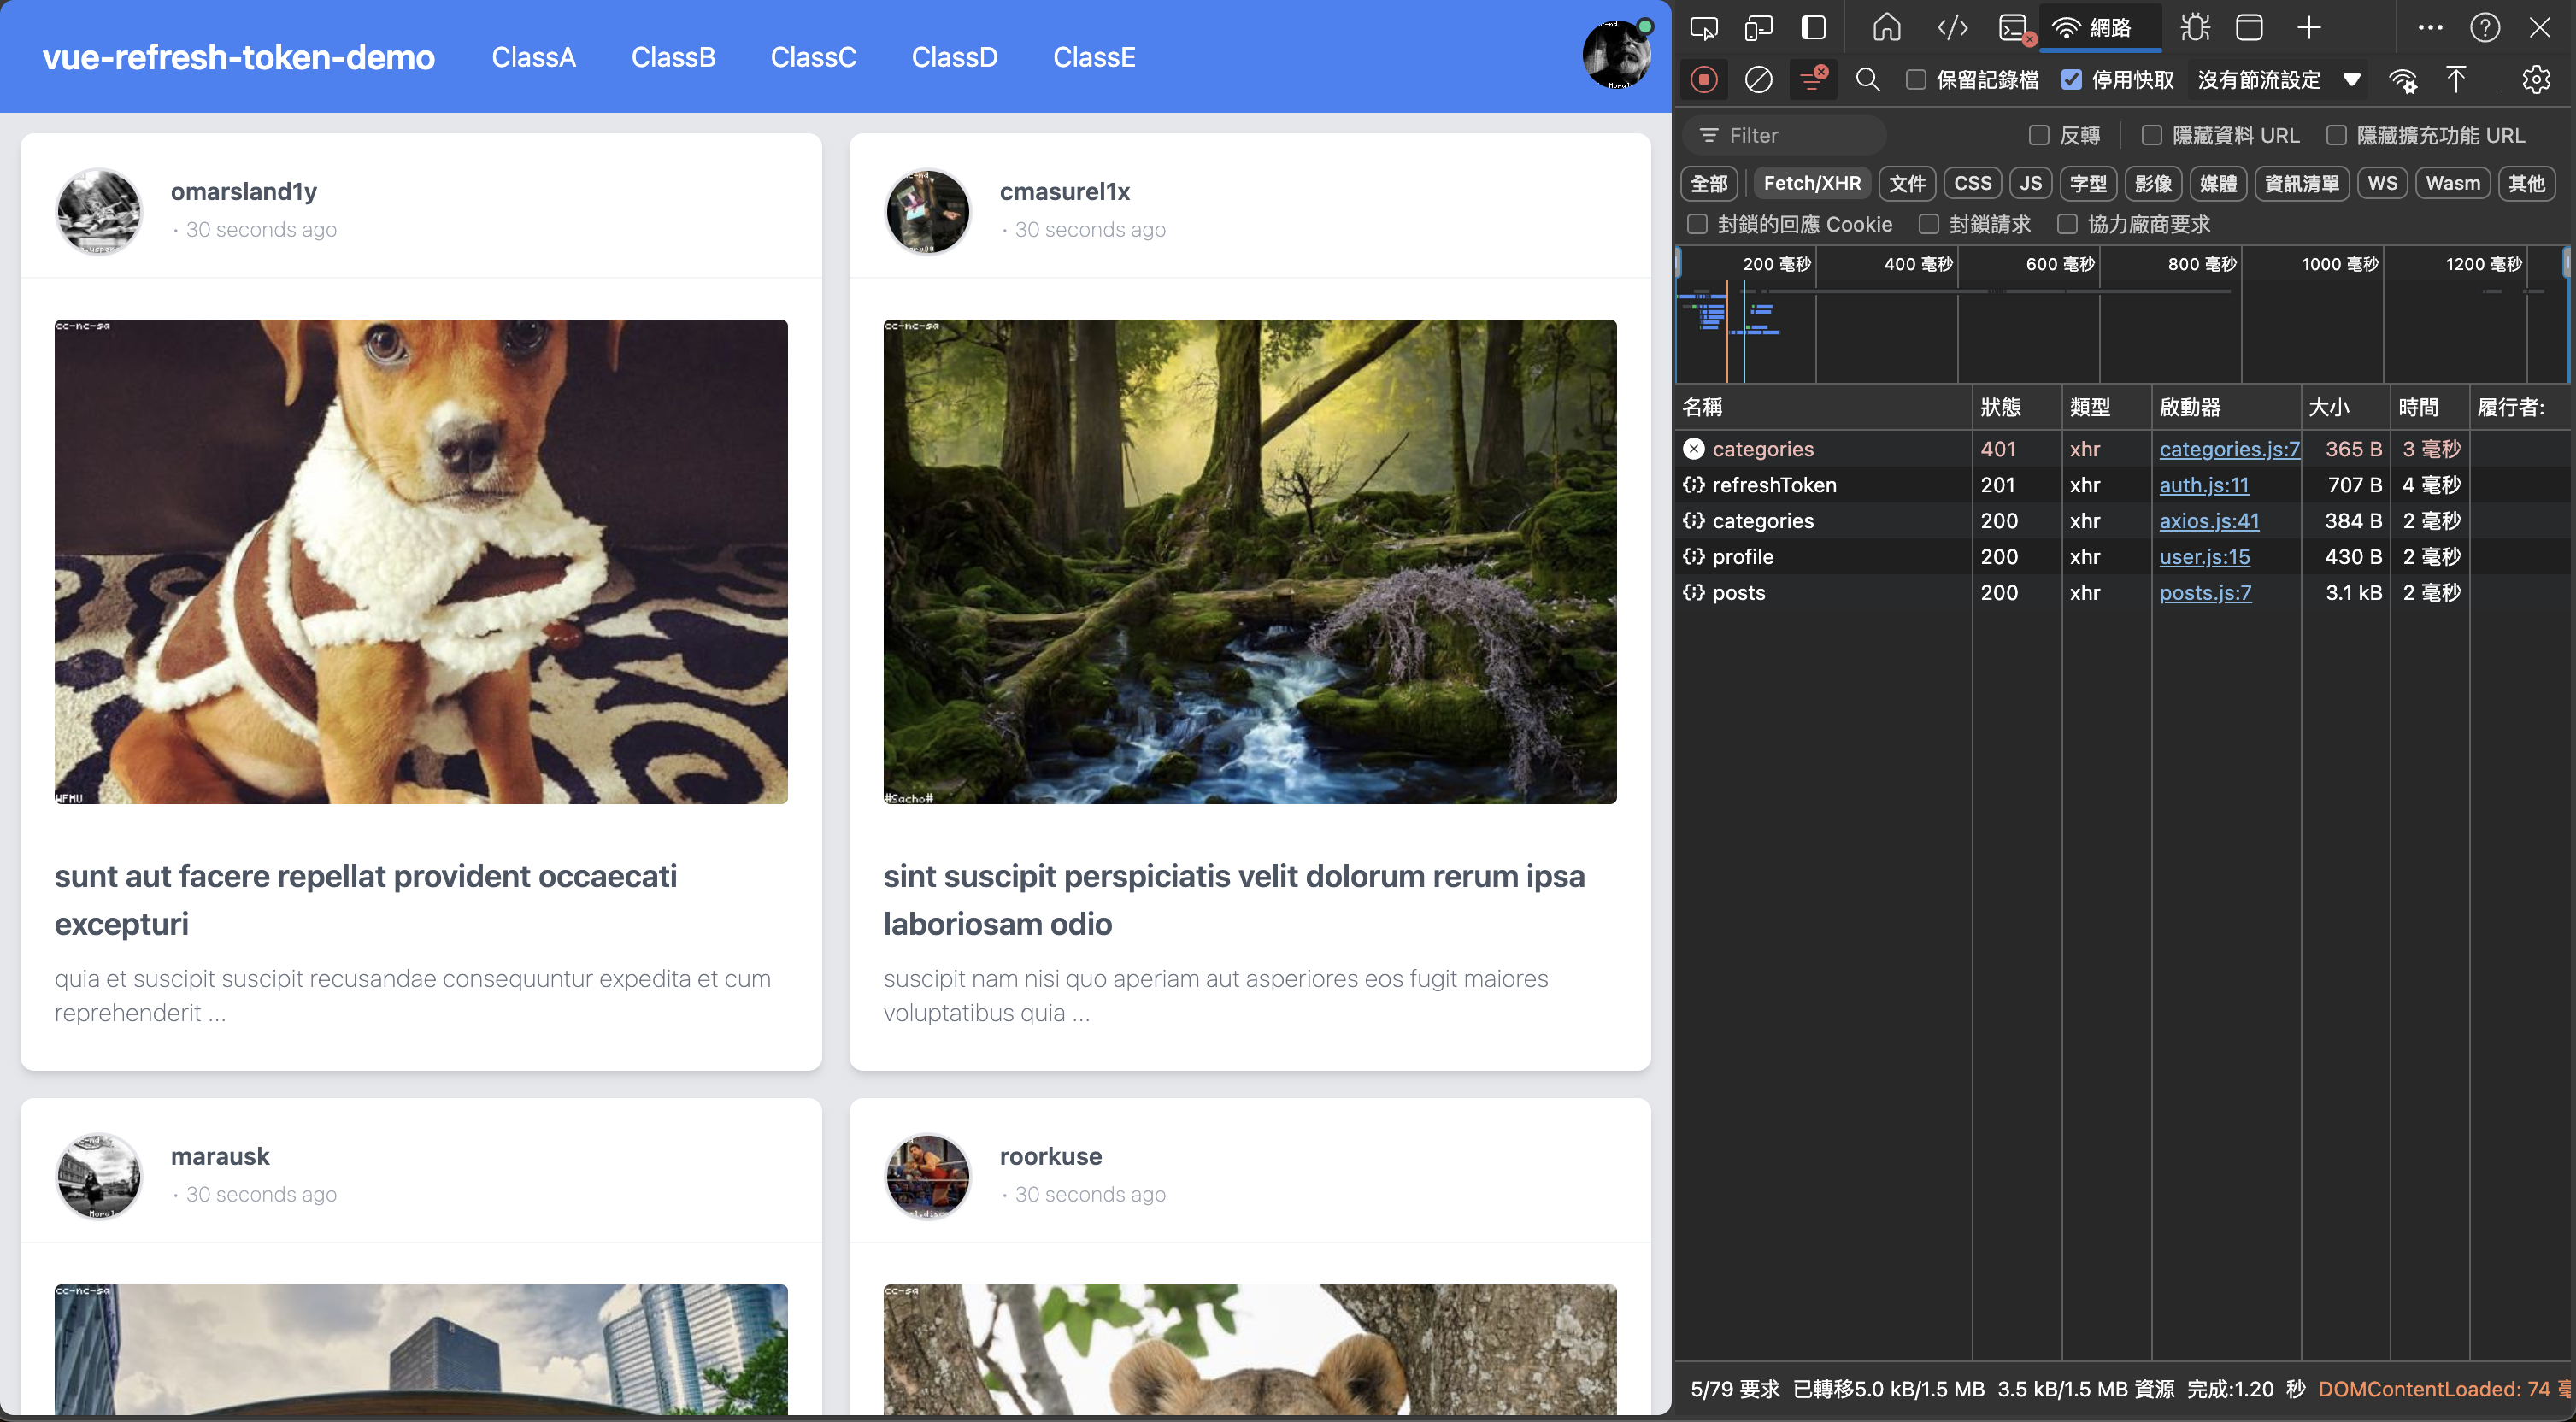 vue-refresh-token-demo ClassA ClassB ClassC ClassD ClassE
omarsland1y
· 30 seconds ago
cc-nc-sa
WFMU
sunt aut facere repellat provident occaecati
excepturi
quia et suscipit suscipit recusandae consequuntur expedita et cum
reprehenderit ...
cmasurel1x
· 30 seconds ago
cc-nc-sa
#Sacho#
sint suscipit perspiciatis velit dolorum rerum ipsa
laboriosam odio
suscipit nam nisi quo aperiam aut asperiores eos fugit maiores
voluptatibus quia ...
marausk
· 30 seconds ago
cc-nc-sa
roorkuse
· 30 seconds ago
cc-sa
網路
保留記錄檔 停用快取 沒有節流設定
Filter 反轉 隱藏資料 URL 隱藏擴充功能 URL
全部 Fetch/XHR 文件 CSS JS 字型 影像 媒體 資訊清單 WS Wasm 其他
封鎖的回應 Cookie 封鎖請求 協力廠商要求
200 毫秒 400 毫秒 600 毫秒 800 毫秒 1000 毫秒 1200 毫秒
名稱 狀態 類型 啟動器 大小 時間 履行者:
categories 401 xhr categories.js:7 365 B 3 毫秒
refreshToken 201 xhr auth.js:11 707 B 4 毫秒
categories 200 xhr axios.js:41 384 B 2 毫秒
profile 200 xhr user.js:15 430 B 2 毫秒
posts 200 xhr posts.js:7 3.1 kB 2 毫秒
5/79 要求 已轉移5.0 kB/1.5 MB 3.5 kB/1.5 MB 資源 完成:1.20 秒 DOMContentLoaded: 74 毫